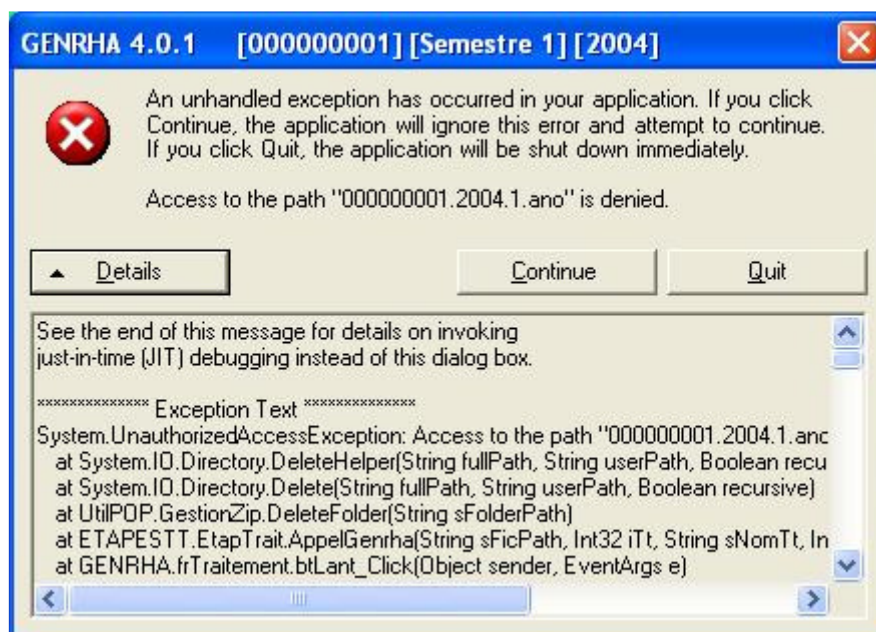 GENRHA 4.0.1 [000000001] [Semestre 1] [2004]
An unhandled exception has occurred in your application. If you click
Continue, the application will ignore this error and attempt to continue.
If you click Quit, the application will be shut down immediately.
Access to the path "000000001.2004.1.ano" is denied.
Details Continue Quit
See the end of this message for details on invoking
just-in-time (JIT) debugging instead of this dialog box.
************** Exception Text **************
System.UnauthorizedAccessException: Access to the path "000000001.2004.1.anc
at System.IO.Directory.DeleteHelper(String fullPath, String userPath, Boolean recu
at System.IO.Directory.Delete(String fullPath, String userPath, Boolean recursive)
at UtilPOP.GestionZip.DeleteFolder(String sFolderPath)
at ETAPESTT.EtapTrait.AppelGenrha(String sFicPath, Int32 iTt, String sNomTt, In
at GENRHA.frTraitement.btLant_Click(Object sender, EventArgs e)